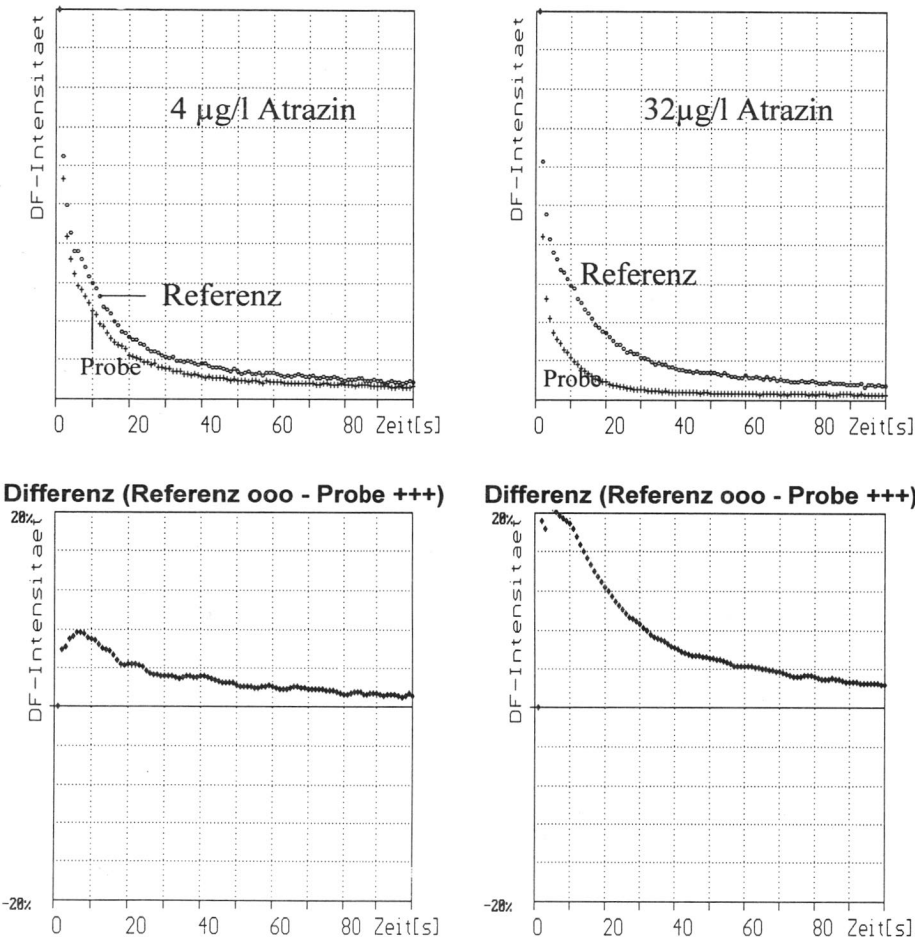 DF-Intensitaet
4 µg/l Atrazin
Referenz
Probe
0 20 40 60 80 Zeit[s]
DF-Intensitaet
32µg/l Atrazin
Referenz
Probe
0 20 40 60 80 Zeit[s]
Differenz (Referenz ooo - Probe +++)
20%
DF-Intensitaet
-20%
0 20 40 60 80 Zeit[s]
Differenz (Referenz ooo - Probe +++)
20%
DF-Intensitaet
-20%
0 20 40 60 80 Zeit[s]